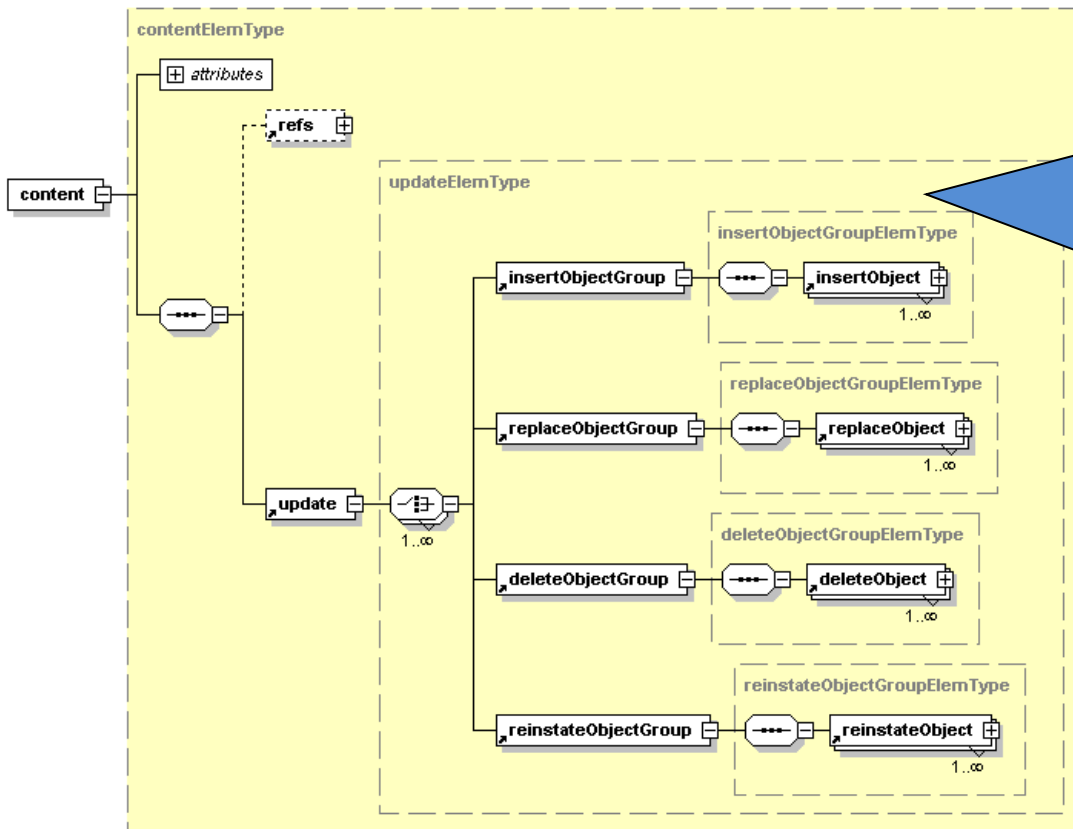 contentElemType
attributes
refs
content
updateElemType
insertObjectGroupElemType
insertObjectGroup
insertObject
1..∞
replaceObjectGroupElemType
replaceObjectGroup
replaceObject
1..∞
update
1..∞
deleteObjectGroupElemType
deleteObjectGroup
deleteObject
1..∞
reinstateObjectGroupElemType
reinstateObjectGroup
reinstateObject
1..∞